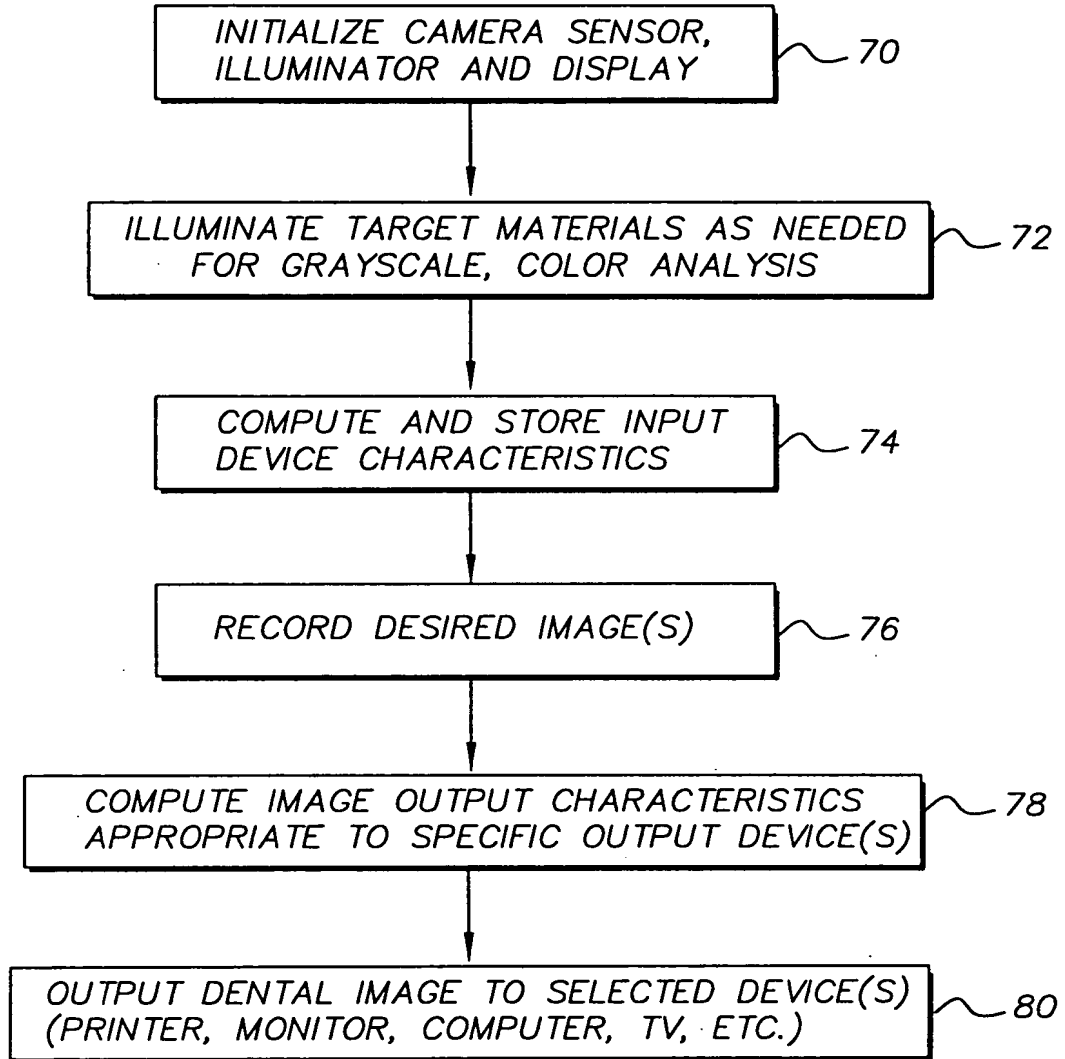 INITIALIZE CAMERA SENSOR,
ILLUMINATOR AND DISPLAY
70
ILLUMINATE TARGET MATERIALS AS NEEDED
FOR GRAYSCALE, COLOR ANALYSIS
72
COMPUTE AND STORE INPUT
DEVICE CHARACTERISTICS
74
RECORD DESIRED IMAGE(S)
76
COMPUTE IMAGE OUTPUT CHARACTERISTICS
APPROPRIATE TO SPECIFIC OUTPUT DEVICE(S)
78
OUTPUT DENTAL IMAGE TO SELECTED DEVICE(S)
(PRINTER, MONITOR, COMPUTER, TV, ETC.)
80